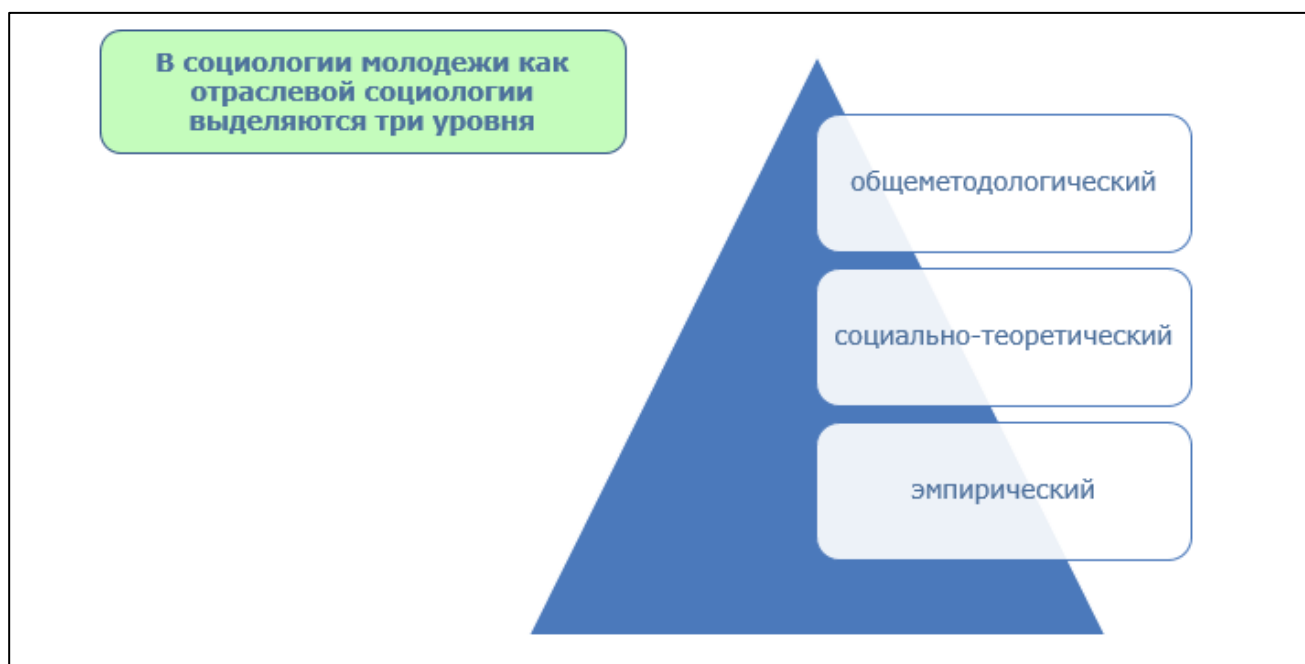 В социологии молодежи как
отраслевой социологии
выделяются три уровня
общеметодологический
социально-теоретический
эмпирический